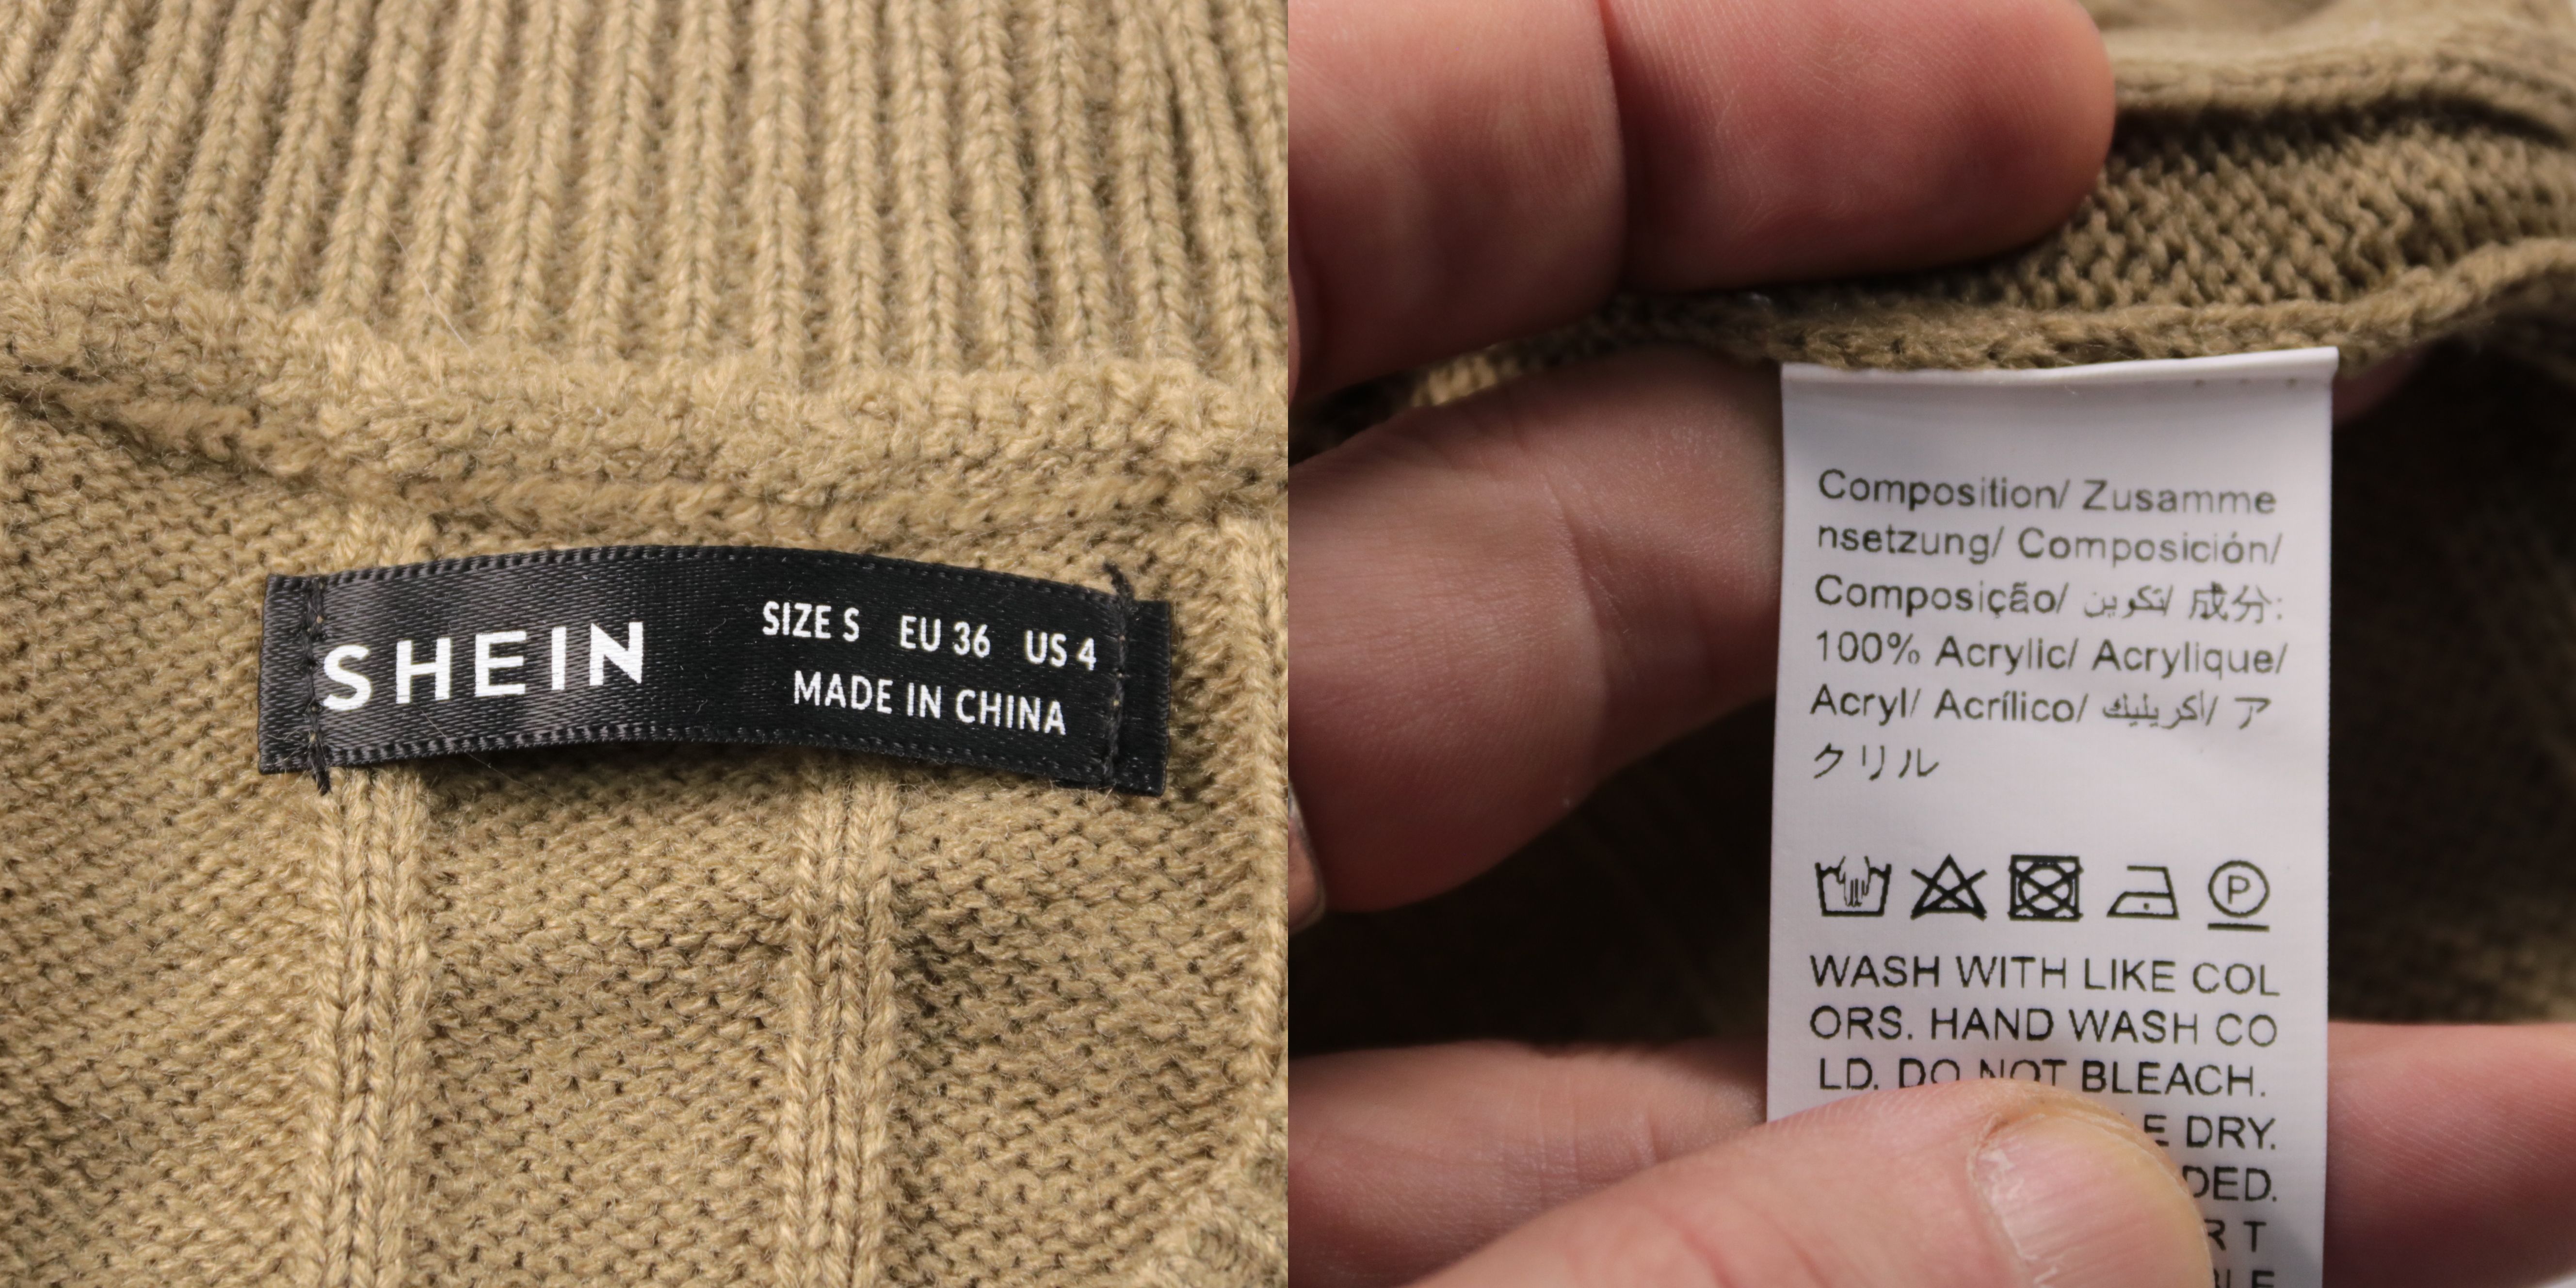 SHEIN
SIZE S EU 36 US 4
MADE IN CHINA
Composition/ Zusamme
nsetzung/ Composición/
Composição/ تكوين/ 成分:
100% Acrylic/ Acrylique/
Acryl/ Acrílico/ أكريليك/ ア
クリル
P
WASH WITH LIKE COL
ORS. HAND WASH CO
LD. DO NOT BLEACH.
DRY.